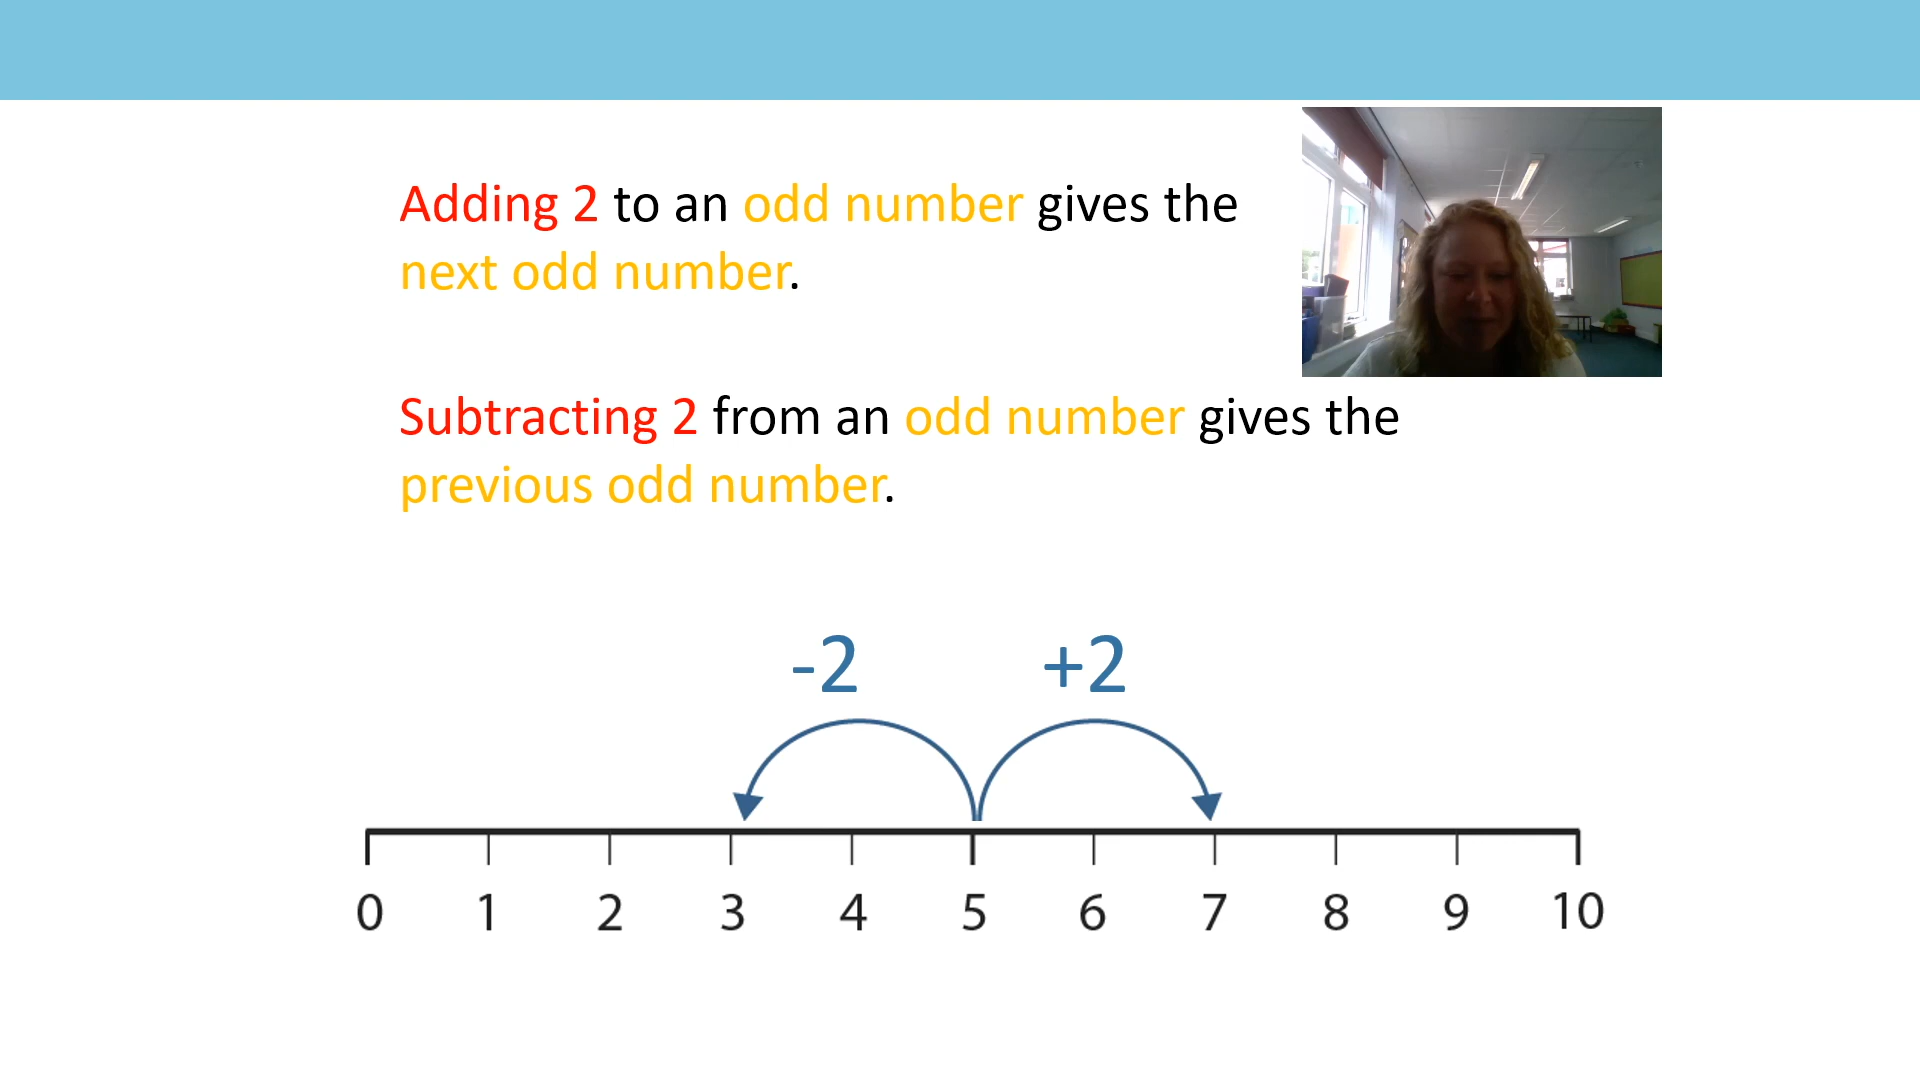 Adding 2 to an odd number gives the
next odd number.
Subtracting 2 from an odd number gives the
previous odd number.
-2 +2
0 1 2 3 4 5 6 7 8 9 10